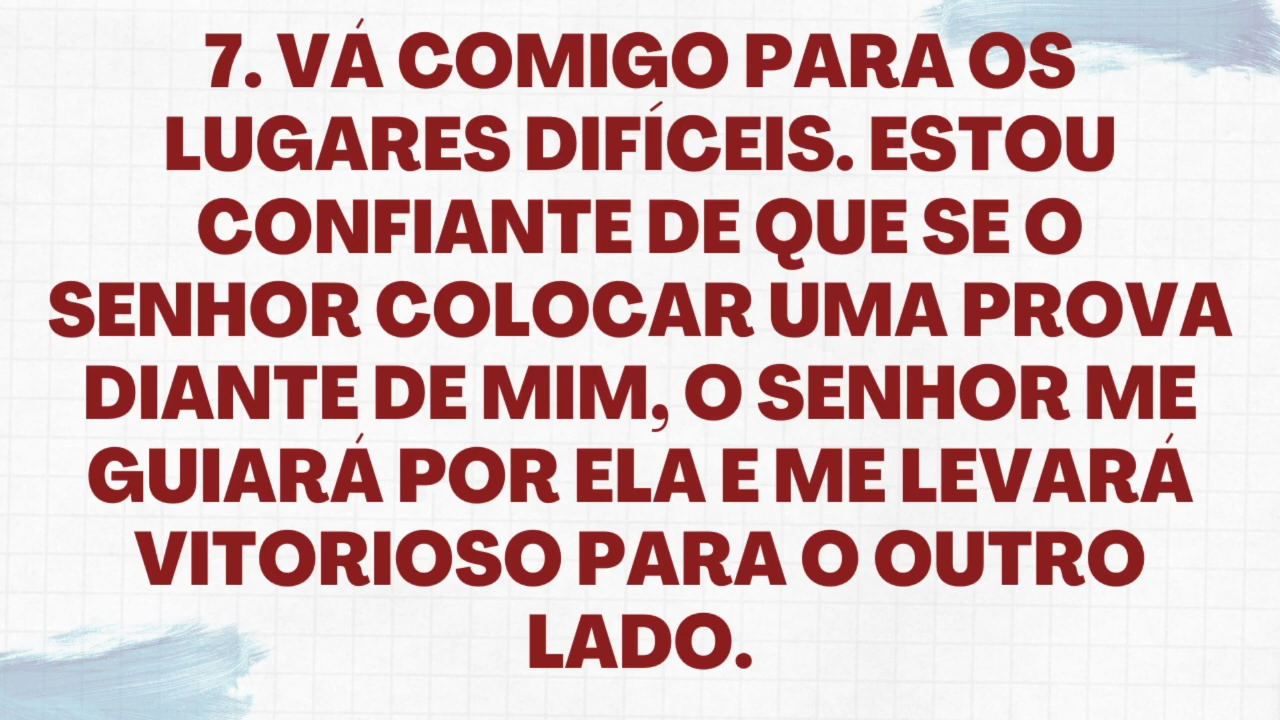 7. VÁ COMIGO PARA OS
LUGARES DIFÍCEIS. ESTOU
CONFIANTE DE QUE SE O
SENHOR COLOCAR UMA PROVA
DIANTE DE MIM, O SENHOR ME
GUIARÁ POR ELA E ME LEVARÁ
VITORIOSO PARA O OUTRO
LADO.